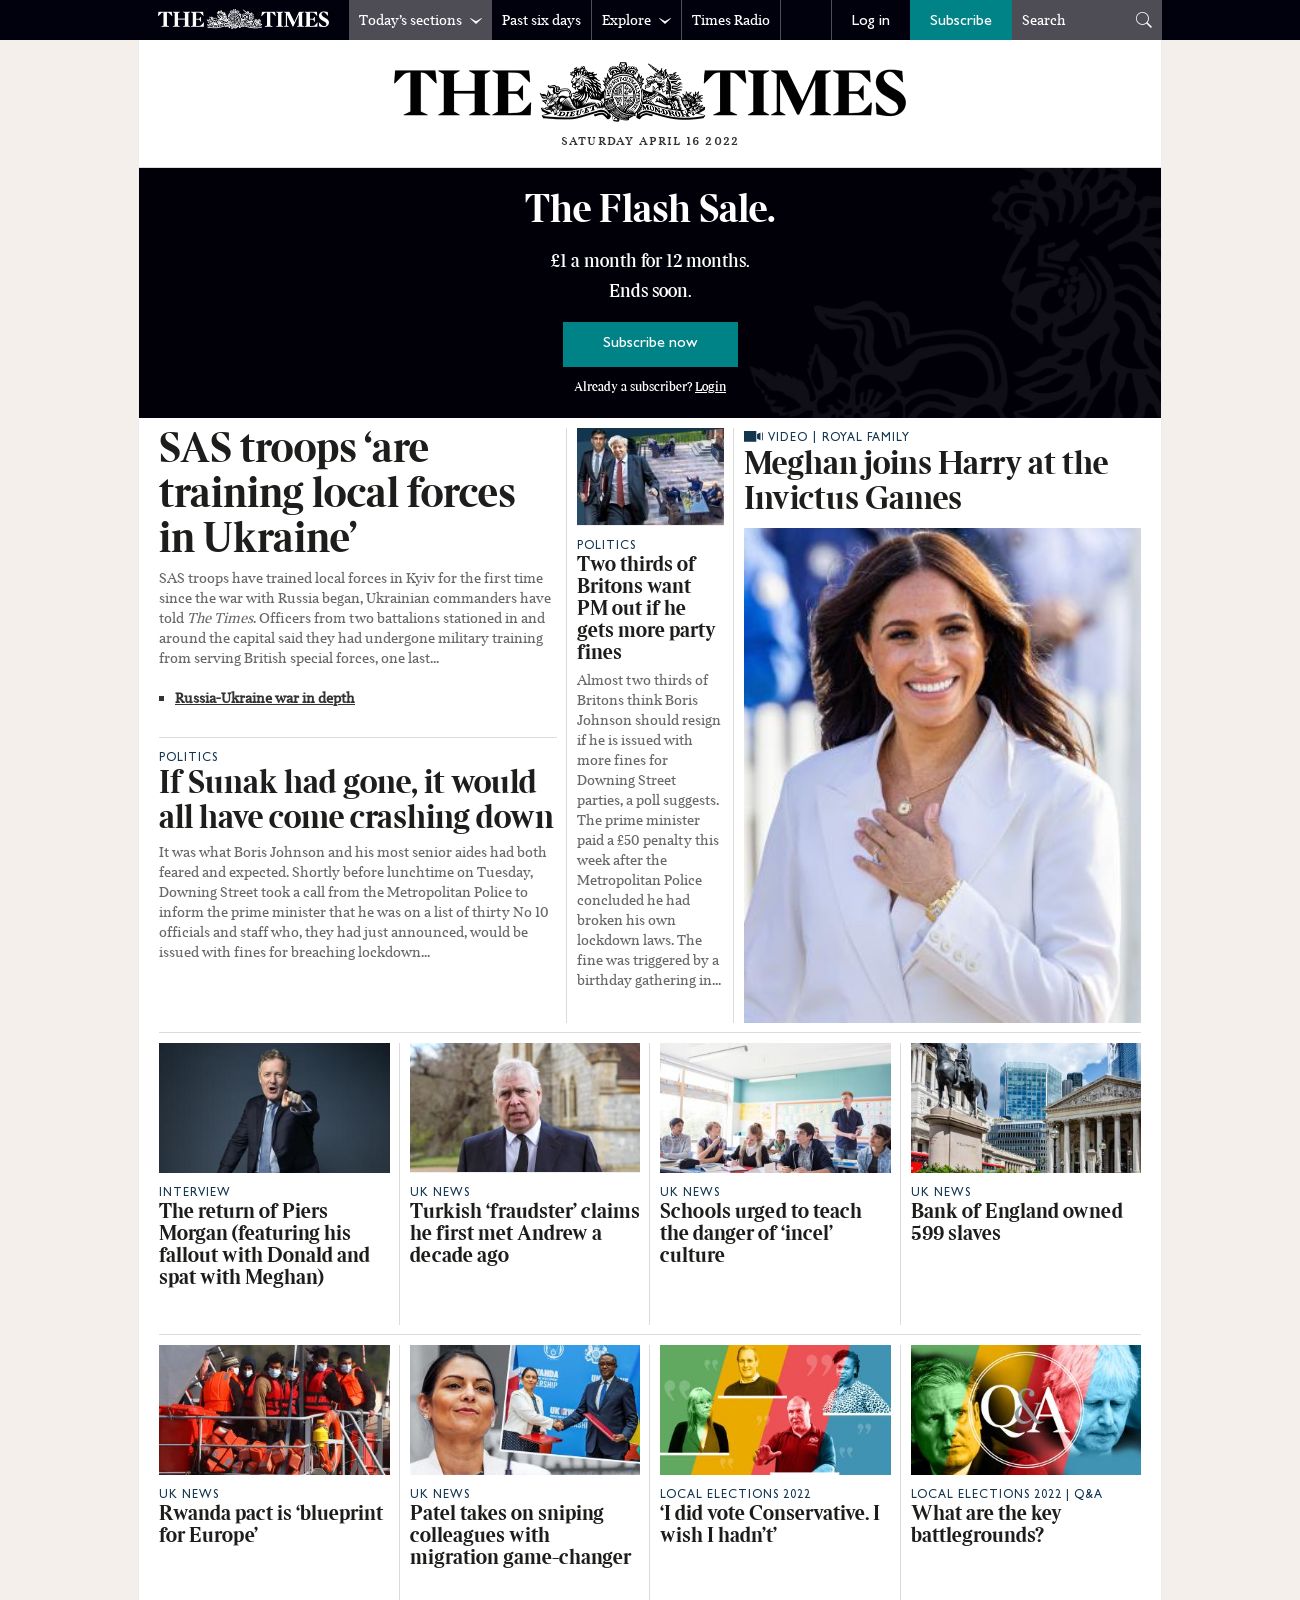 THE TIMES
Today's sections
Past six days
Explore
Times Radio
Log in
Subscribe
Search
THE TIMES
DIEU ET MON DROIT
SATURDAY APRIL 16 2022
The Flash Sale.
£1 a month for 12 months.
Ends soon.
Subscribe now
Already a subscriber? Login
SAS troops ‘are
training local forces
in Ukraine’
SAS troops have trained local forces in Kyiv for the first time
since the war with Russia began, Ukrainian commanders have
told The Times. Officers from two battalions stationed in and
around the capital said they had undergone military training
from serving British special forces, one last...
Russia-Ukraine war in depth
POLITICS
If Sunak had gone, it would
all have come crashing down
It was what Boris Johnson and his most senior aides had both
feared and expected. Shortly before lunchtime on Tuesday,
Downing Street took a call from the Metropolitan Police to
inform the prime minister that he was on a list of thirty No 10
officials and staff who, they had just announced, would be
issued with fines for breaching lockdown...
POLITICS
Two thirds of
Britons want
PM out if he
gets more party
fines
Almost two thirds of
Britons think Boris
Johnson should resign
if he is issued with
more fines for
Downing Street
parties, a poll suggests.
The prime minister
paid a £50 penalty this
week after the
Metropolitan Police
concluded he had
broken his own
lockdown laws. The
fine was triggered by a
birthday gathering in...
VIDEO | ROYAL FAMILY
Meghan joins Harry at the
Invictus Games
INTERVIEW
The return of Piers
Morgan (featuring his
fallout with Donald and
spat with Meghan)
UK NEWS
Turkish ‘fraudster’ claims
he first met Andrew a
decade ago
UK NEWS
Schools urged to teach
the danger of ‘incel’
culture
UK NEWS
Bank of England owned
599 slaves
UK NEWS
Rwanda pact is ‘blueprint
for Europe’
UK NEWS
Patel takes on sniping
colleagues with
migration game-changer
LOCAL ELECTIONS 2022
‘I did vote Conservative. I
wish I hadn’t’
Q&A
LOCAL ELECTIONS 2022 | Q&A
What are the key
battlegrounds?